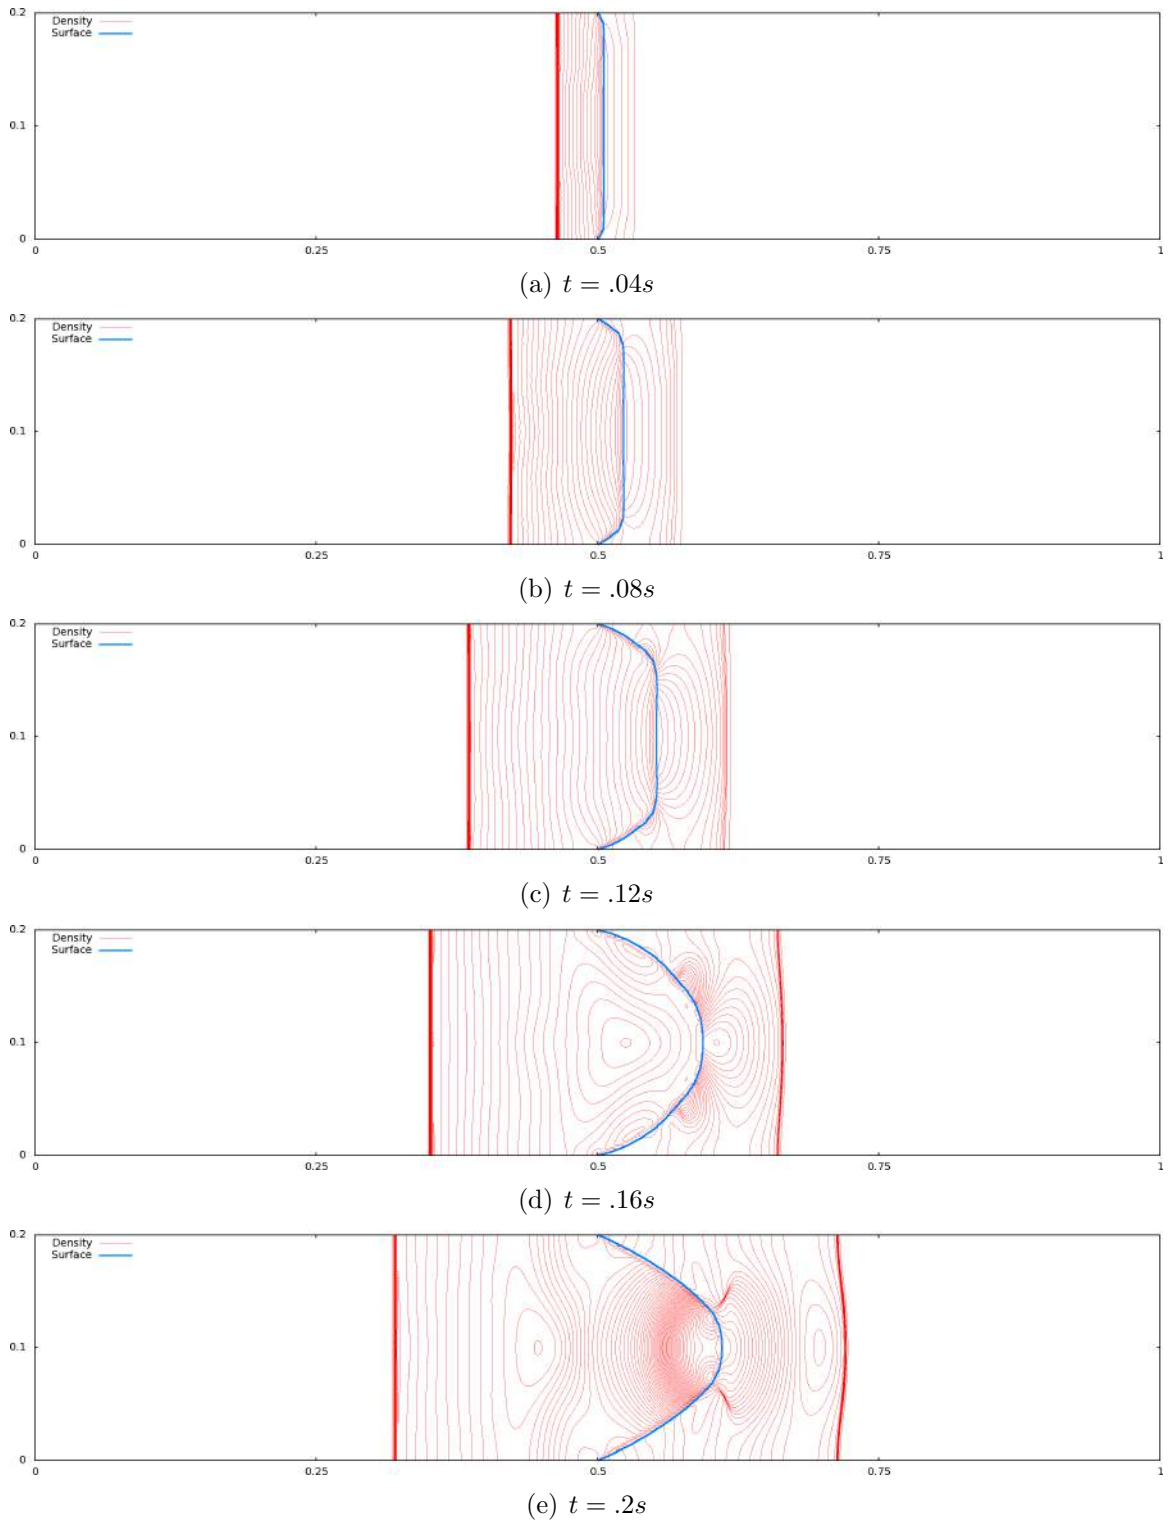 0.2
Density
Surface
0.1
0
0 0.25 0.5 0.75 1
(a) t = .04s
0.2
Density
Surface
0.1
0
0 0.25 0.5 0.75 1
(b) t = .08s
0.2
Density
Surface
0.1
0
0 0.25 0.5 0.75 1
(c) t = .12s
0.2
Density
Surface
0.1
0
0 0.25 0.5 0.75 1
(d) t = .16s
0.2
Density
Surface
0.1
0
0 0.25 0.5 0.75 1
(e) t = .2s